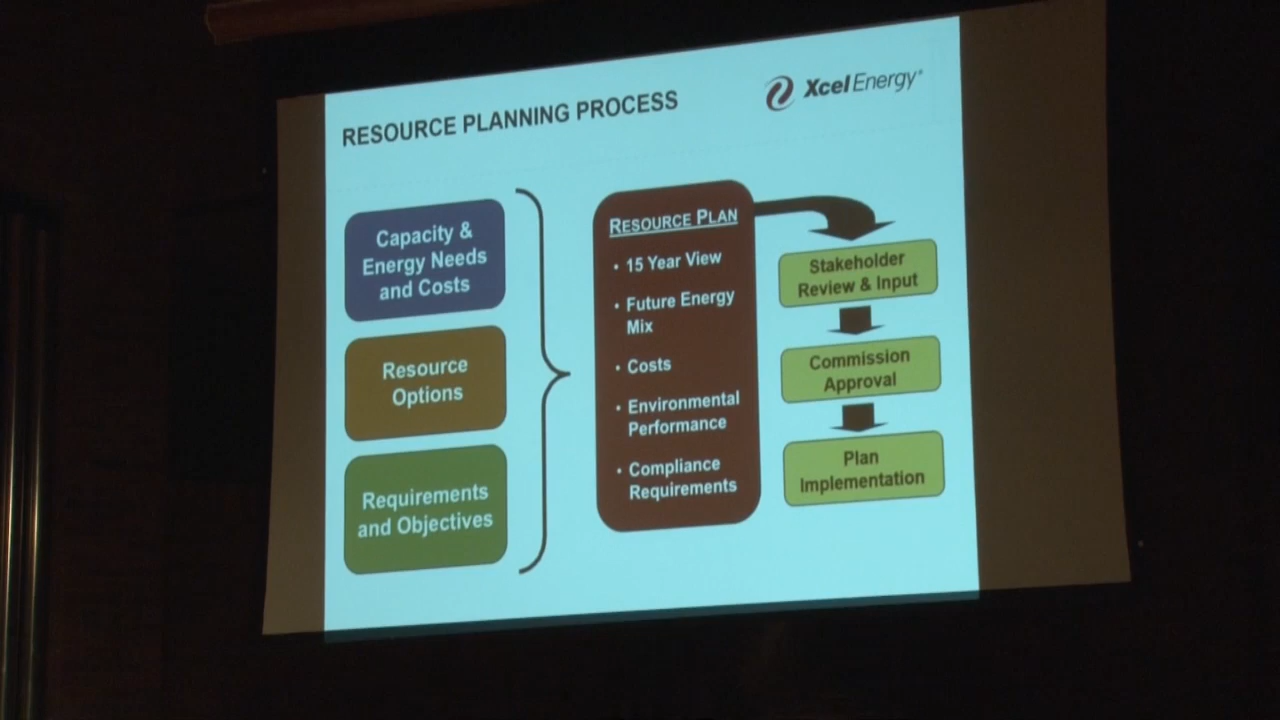 RESOURCE PLANNING PROCESS
Xcel Energy®
Capacity &
Energy Needs
and Costs
Resource
Options
Requirements
and Objectives
RESOURCE PLAN
• 15 Year View
• Future Energy
Mix
• Costs
• Environmental
Performance
• Compliance
Requirements
Stakeholder
Review & Input
Commission
Approval
Plan
Implementation